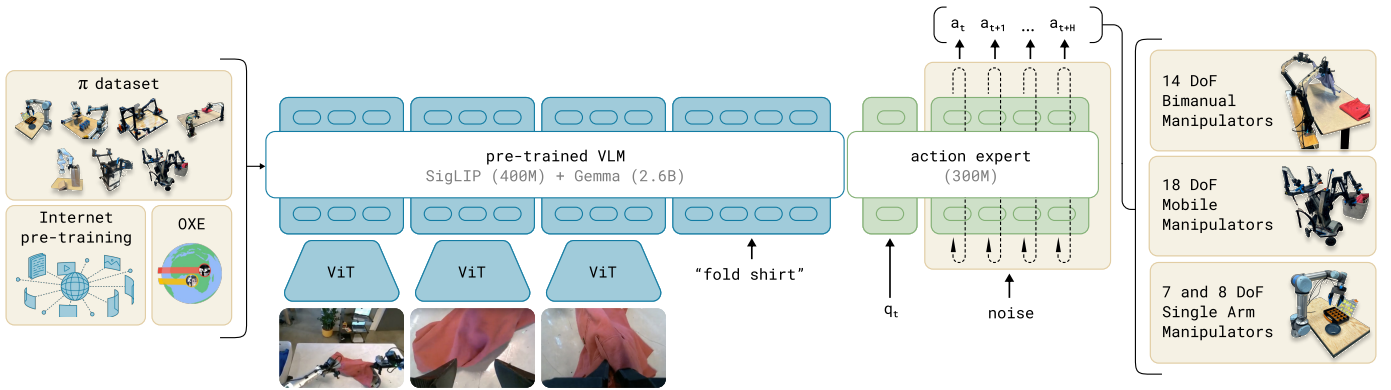 π dataset
Internet
pre-training
OXE
pre-trained VLM
SigLIP (400M) + Gemma (2.6B)
ViT
ViT
ViT
“fold shirt”
action expert
(300M)
qₜ
noise
aₜ aₜ₊₁ ... aₜ₊H
14 DoF
Bimanual
Manipulators
18 DoF
Mobile
Manipulators
7 and 8 DoF
Single Arm
Manipulators